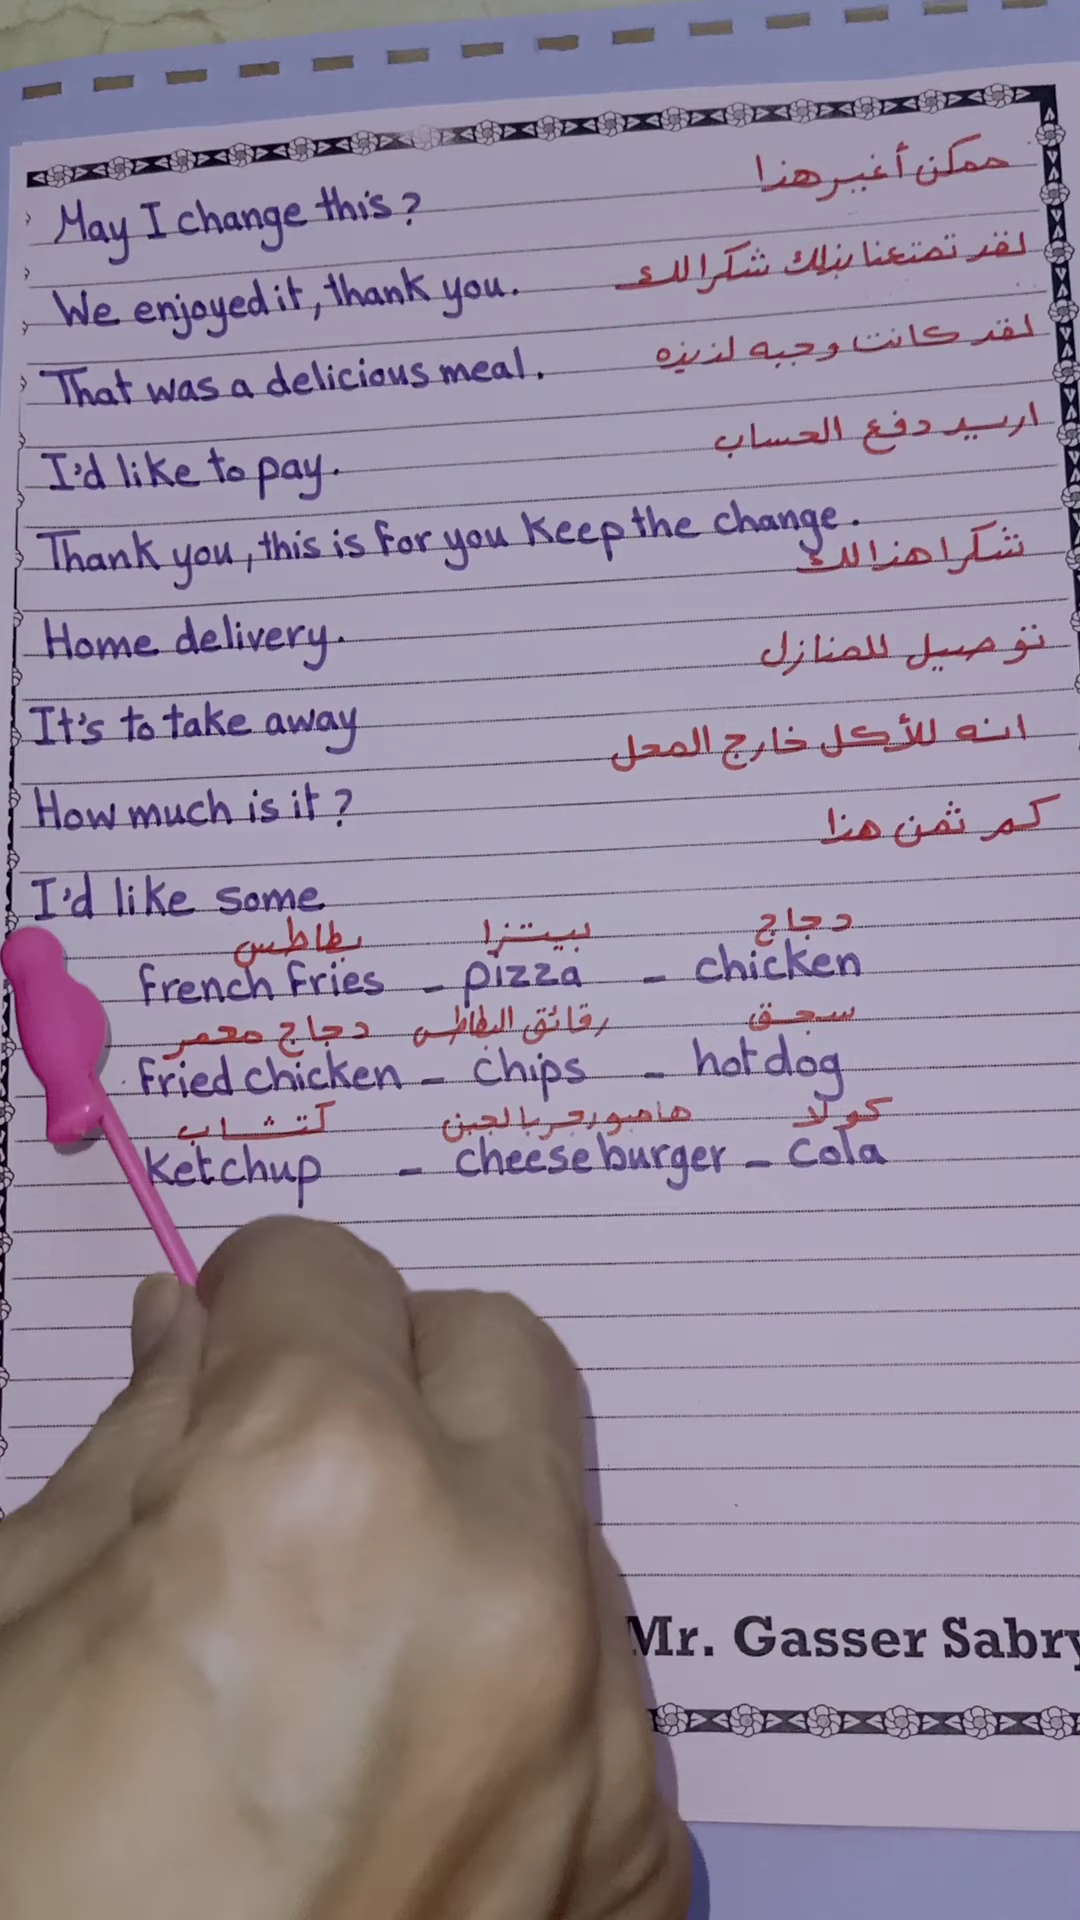 May I change this? ممكن أغير هذا
We enjoyed it, thank you. لقد تمتعنا بذلك شكرا لك
That was a delicious meal. لقد كانت وجبه لذيذه
I'd like to pay. اريد دفع الحساب
Thank you, this is for you Keep the change.
شكرا هذا لك
Home delivery. توصيل للمنازل
It's to take away انه للأكل خارج المحل
How much is it? كم ثمن هذا
I'd like some
بطاطس بيتزا دجاج
french fries - pizza - chicken
دجاج محمر رقائق البطاطس سجق
fried chicken - chips - hot dog
كتشاب هامبورجر بالجبن كولا
ketchup - cheese burger - cola
Mr. Gasser Sabry